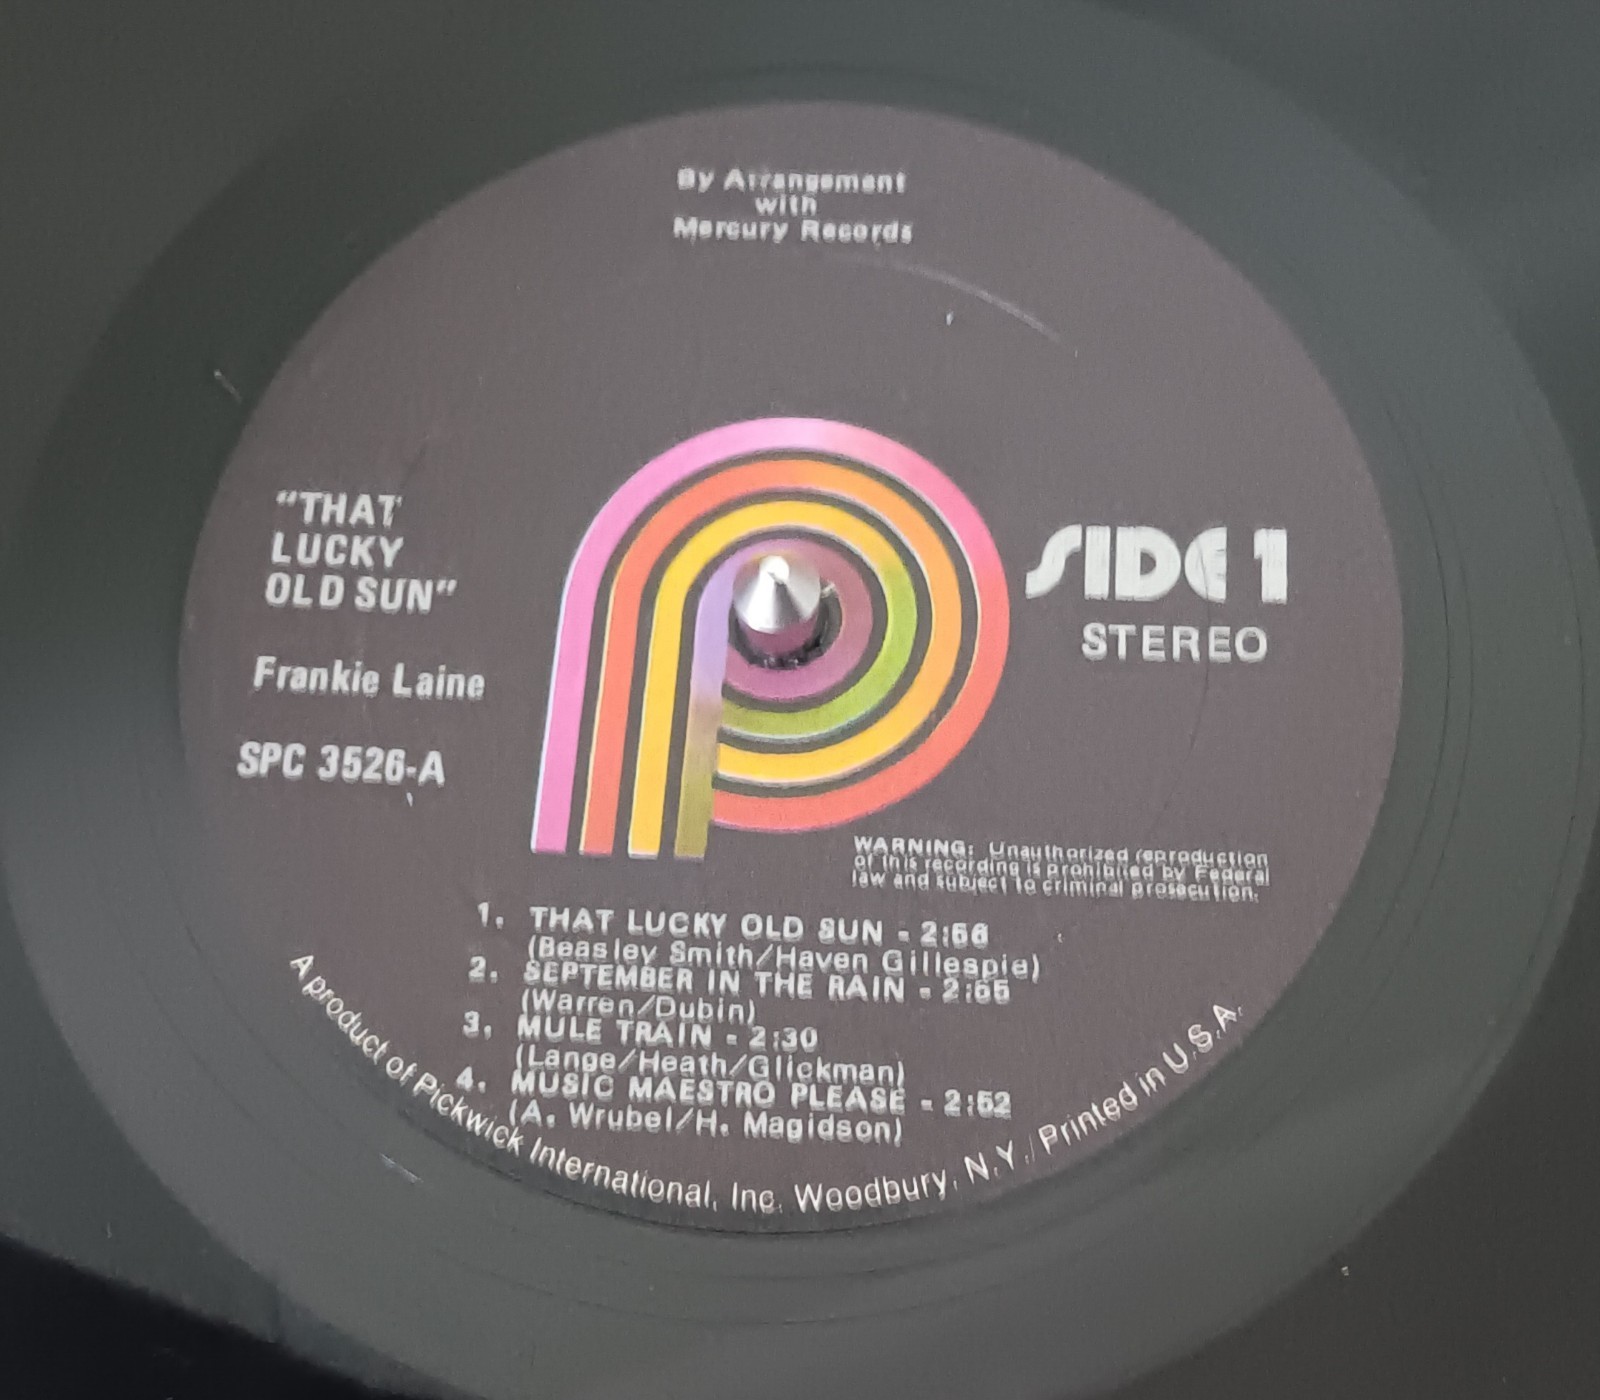 By Arrangement
with
Mercury Records
"THAT
LUCKY
OLD SUN"
Frankie Laine
SPC 3526-A
SIDE 1
STEREO
WARNING: Unauthorized reproduction
of this recording is prohibited by Federal
law and subject to criminal prosecution.
1. THAT LUCKY OLD SUN - 2:56
(Beasley Smith/Haven Gillespie)
2. SEPTEMBER IN THE RAIN - 2:55
(Warren/Dubin)
3. MULE TRAIN - 2:30
(Lange/Heath/Glickman)
4. MUSIC MAESTRO PLEASE - 2:52
(A. Wrubel/H. Magidson)
A product of Pickwick International, Inc. Woodbury, N.Y./Printed in U.S.A.